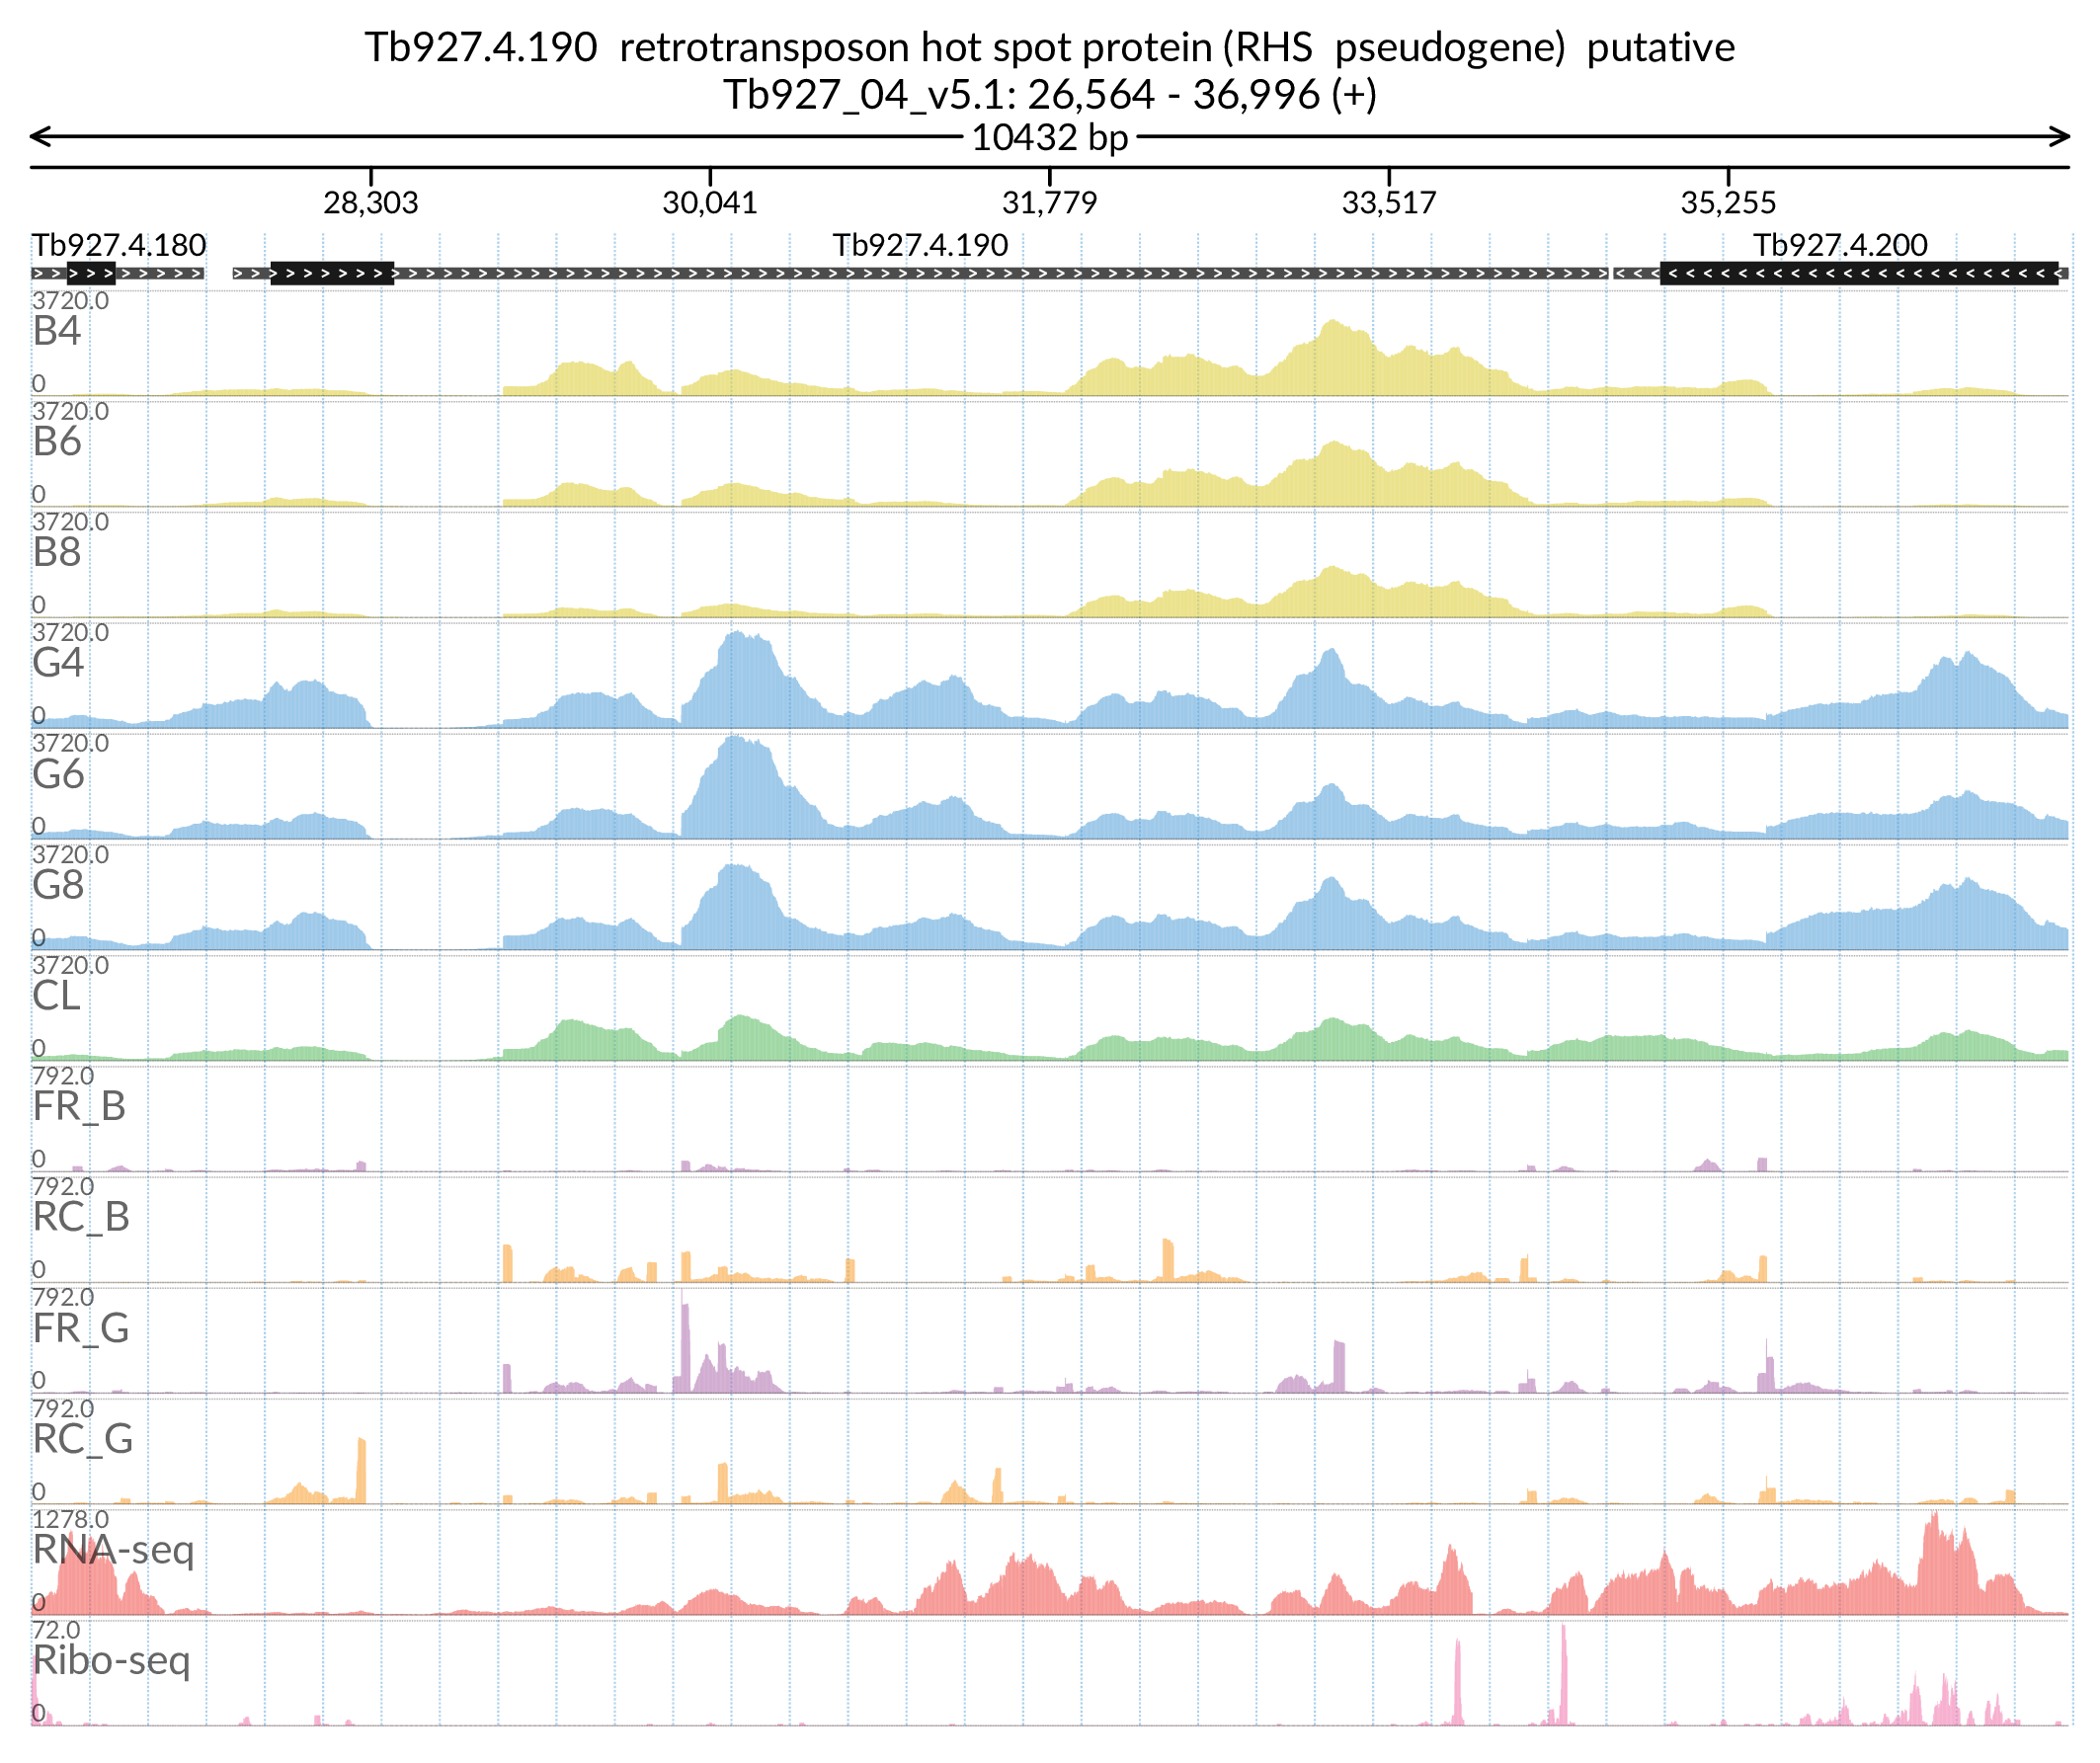 Tb927.4.190 retrotransposon hot spot protein (RHS pseudogene) putative
Tb927_04_v5.1: 26,564 - 36,996 (+)
10432 bp
28,303 30,041 31,779 33,517 35,255
Tb927.4.180 Tb927.4.190 Tb927.4.200
3720.0
B4
0
3720.0
B6
0
3720.0
B8
0
3720.0
G4
0
3720.0
G6
0
3720.0
G8
0
3720.0
CL
0
792.0
FR_B
0
792.0
RC_B
0
792.0
FR_G
0
792.0
RC_G
0
1278.0
RNA-seq
0
72.0
Ribo-seq
0